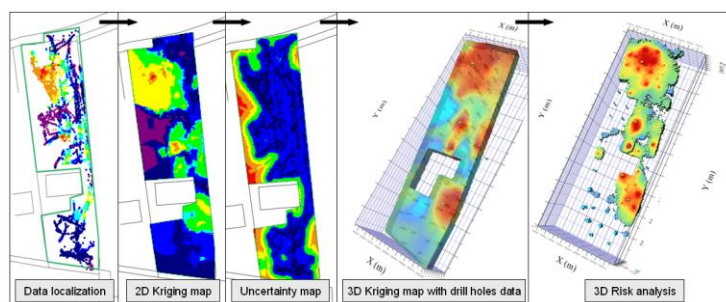 X (m)
X (m)
Y (m)
Y (m)
X (m)
X (m)
Data localization
2D Kriging map
Uncertainty map
3D Kriging map with drill holes data
3D Risk analysis